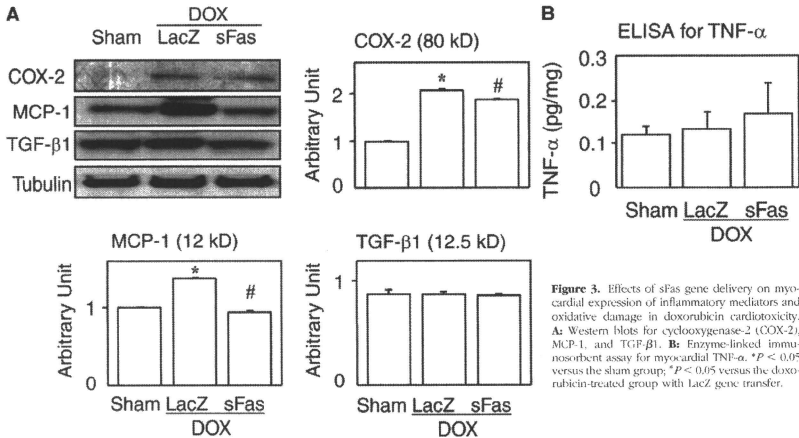 A
DOX
Sham LacZ sFas
COX-2
MCP-1
TGF-β1
Tubulin
COX-2 (80 kD)
Arbitrary Unit
2
1
0
*
#
MCP-1 (12 kD)
Arbitrary Unit
1
0
*
#
Sham LacZ sFas
DOX
TGF-β1 (12.5 kD)
Arbitrary Unit
1
0
Sham LacZ sFas
DOX
B
ELISA for TNF-α
TNF-α (pg/mg)
0.3
0.2
0.1
0
Sham LacZ sFas
DOX
Figure 3. Effects of sFas gene delivery on myo-
cardial expression of inflammatory mediators and
oxidative damage in doxorubicin cardiotoxicity.
A: Western blots for cyclooxygenase-2 (COX-2),
MCP-1, and TGF-β1. B: Enzyme-linked immu-
nosorbent assay for myocardial TNF-α. *P < 0.05
versus the sham group; #P < 0.05 versus the doxo-
rubicin-treated group with LacZ gene transfer.